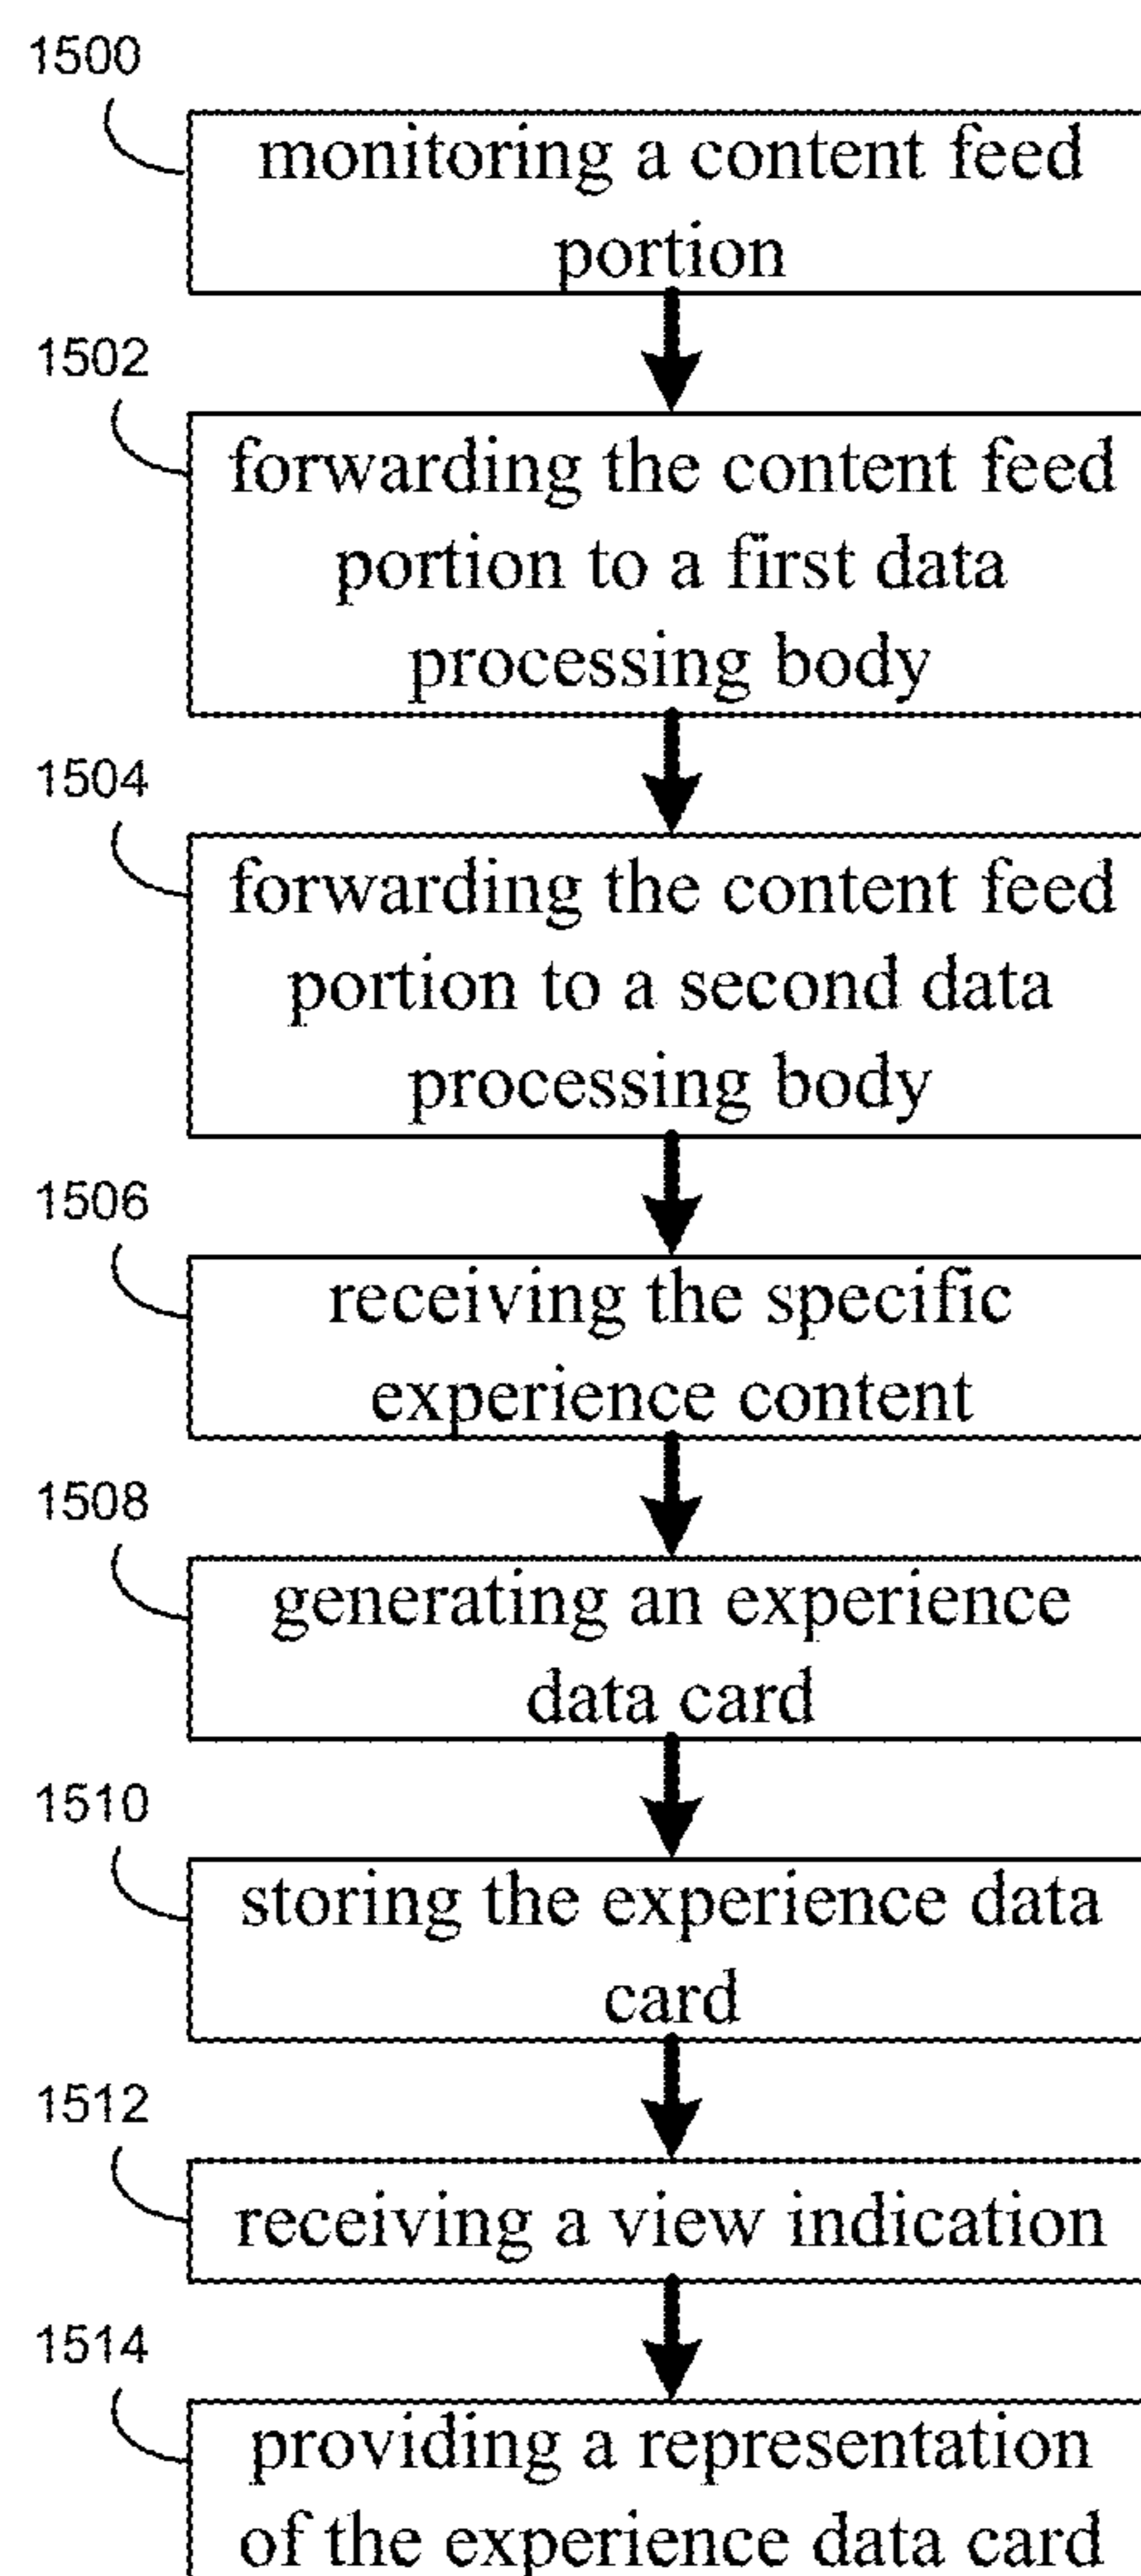 1500
monitoring a content feed
portion
1502
forwarding the content feed
portion to a first data
processing body
1504
forwarding the content feed
portion to a second data
processing body
1506
receiving the specific
experience content
1508
generating an experience
data card
1510
storing the experience data
card
1512
receiving a view indication
1514
providing a representation
of the experience data card